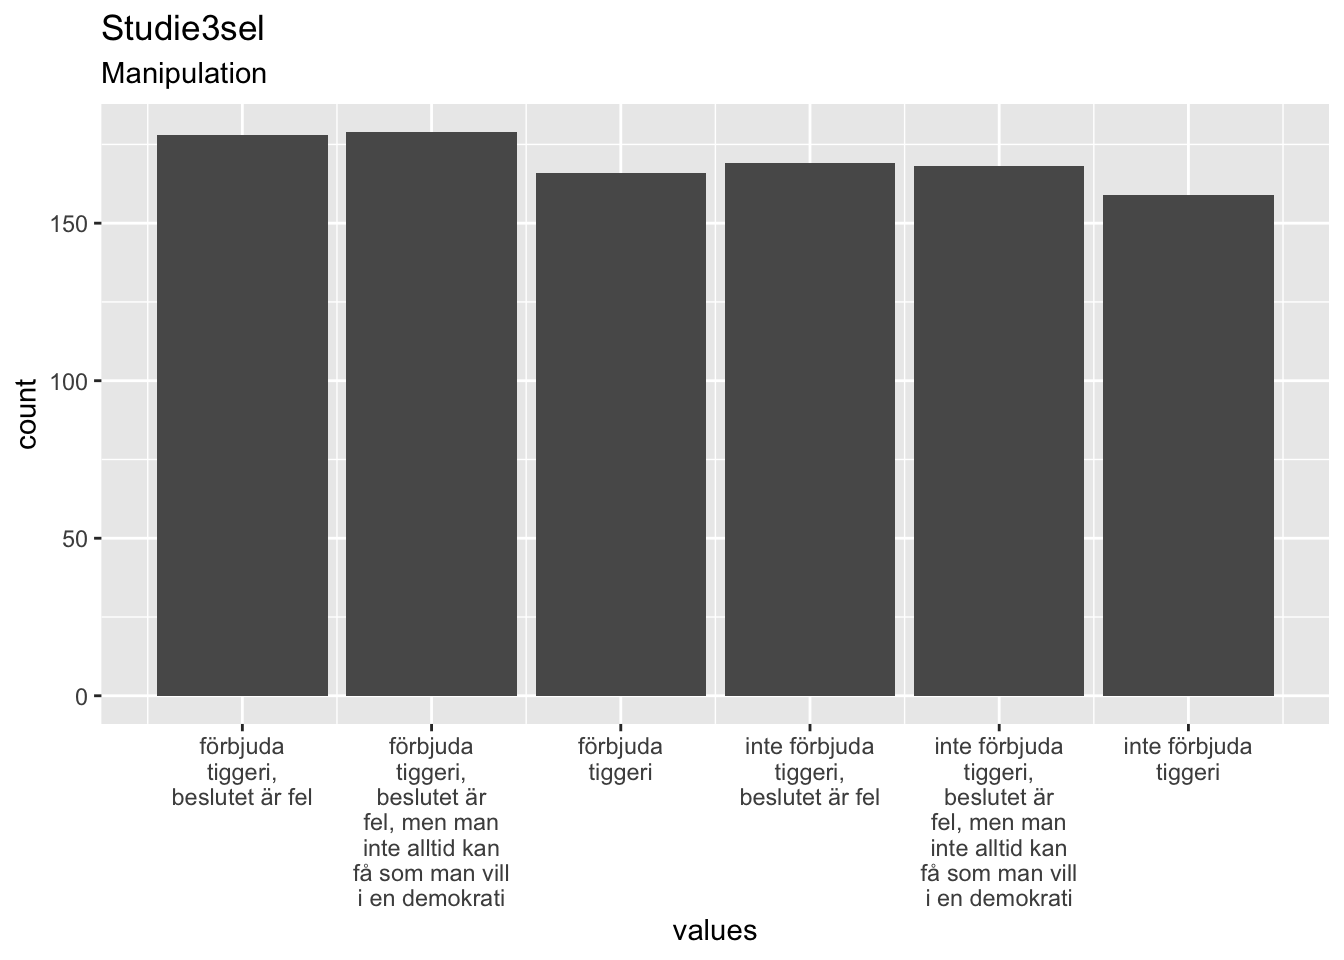 Studie3sel
Manipulation
count
150
100
50
0
förbjuda
tiggeri,
beslutet är fel
förbjuda
tiggeri,
beslutet är
fel, men man
inte alltid kan
få som man vill
i en demokrati
förbjuda
tiggeri
inte förbjuda
tiggeri,
beslutet är fel
inte förbjuda
tiggeri,
beslutet är
fel, men man
inte alltid kan
få som man vill
i en demokrati
inte förbjuda
tiggeri
values